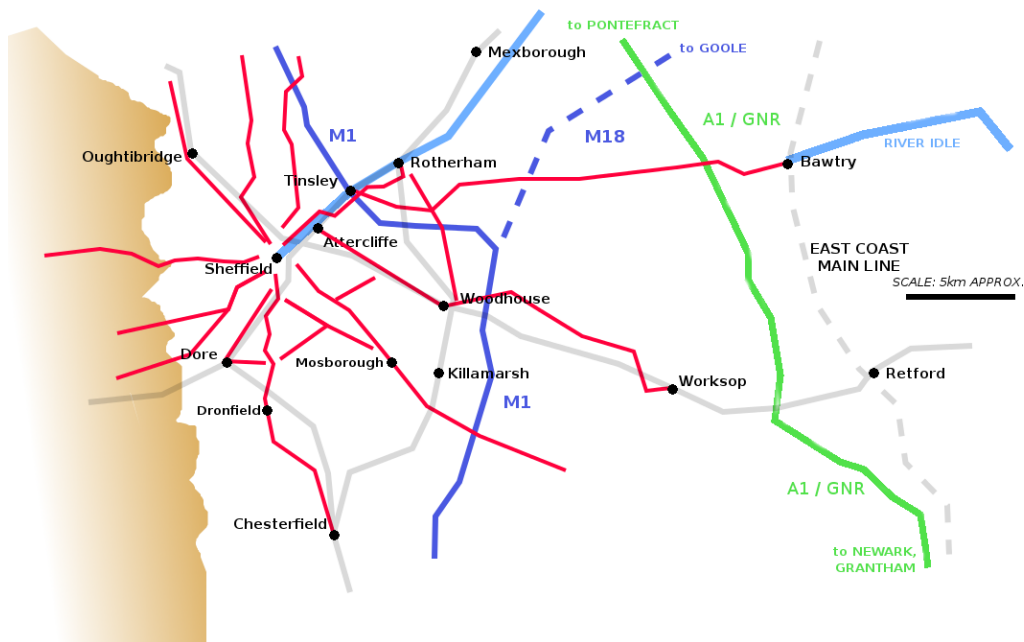 to PONTEFRACT
to GOOLE
Mexborough
A1 / GNR
M1
M18
RIVER IDLE
Oughtibridge
Rotherham
Bawtry
Tinsley
Attercliffe
EAST COAST
MAIN LINE
Sheffield
SCALE: 5km APPROX.
Woodhouse
Dore
Mosborough
Killamarsh
Retford
Worksop
M1
Dronfield
A1 / GNR
Chesterfield
to NEWARK,
GRANTHAM